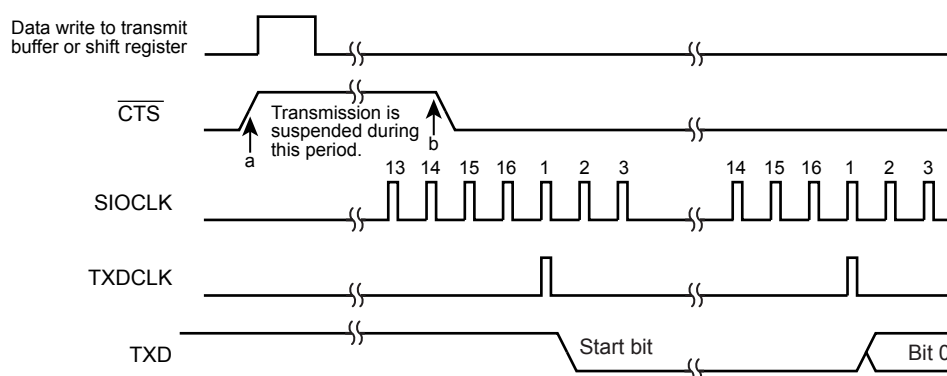 Data write to transmit
buffer or shift register
CTS
Transmission is
suspended during
this period.
a
b
13 14 15 16 1 2 3 14 15 16 1 2 3
SIOCLK
TXDCLK
TXD
Start bit
Bit 0